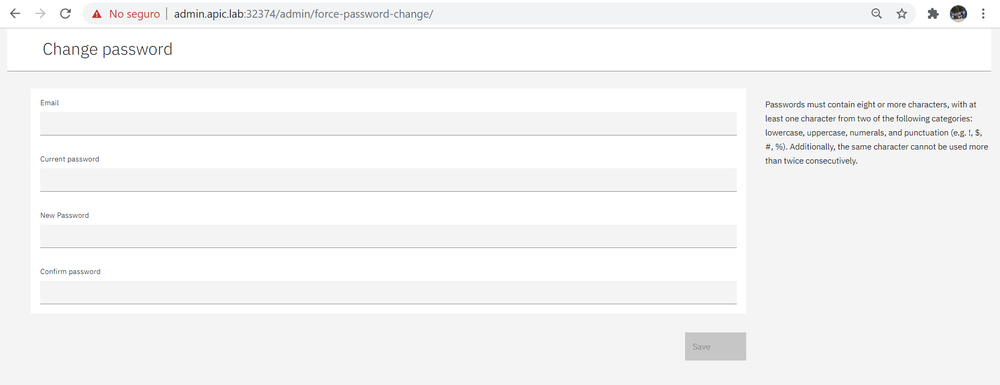 No seguro admin.apic.lab:32374/admin/force-password-change/
Change password
Email
Current password
New Password
Confirm password
Passwords must contain eight or more characters, with at
least one character from two of the following categories:
lowercase, uppercase, numerals, and punctuation (e.g. !, $,
#, %). Additionally, the same character cannot be used more
than twice consecutively.
Save